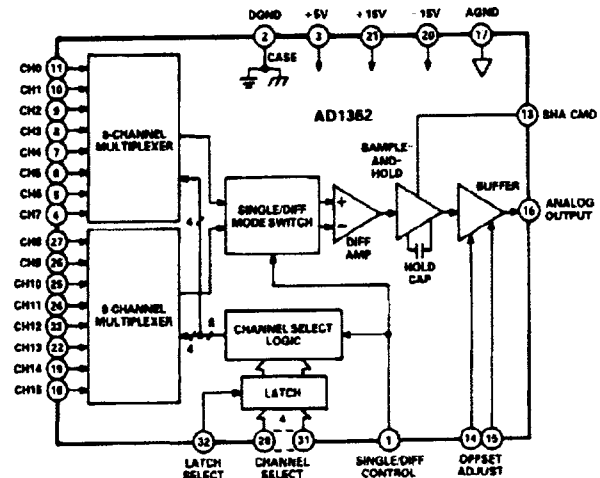 DGND +5V +15V -15V AGND
2 3 21 20 17
CASE
CH0 11
CH1 10
CH2 9
CH3 8
CH4 7
CH5 6
CH6 5
CH7 4
8-CHANNEL
MULTIPLEXER
AD1362
13 SHA CMD
SAMPLE-
AND-
HOLD
BUFFER
4
SINGLE/DIFF
MODE SWITCH
+
−
DIFF
AMP
HOLD
CAP
16 ANALOG
OUTPUT
CH8 27
CH9 26
CH10 25
CH11 24
CH12
CH13 22
CH14 19
CH15 18
8-CHANNEL
MULTIPLEXER
4 8
CHANNEL SELECT
LOGIC
LATCH
4
32
LATCH
SELECT
31
CHANNEL
SELECT
1
SINGLE/DIFF
CONTROL
14 15
OFFSET
ADJUST